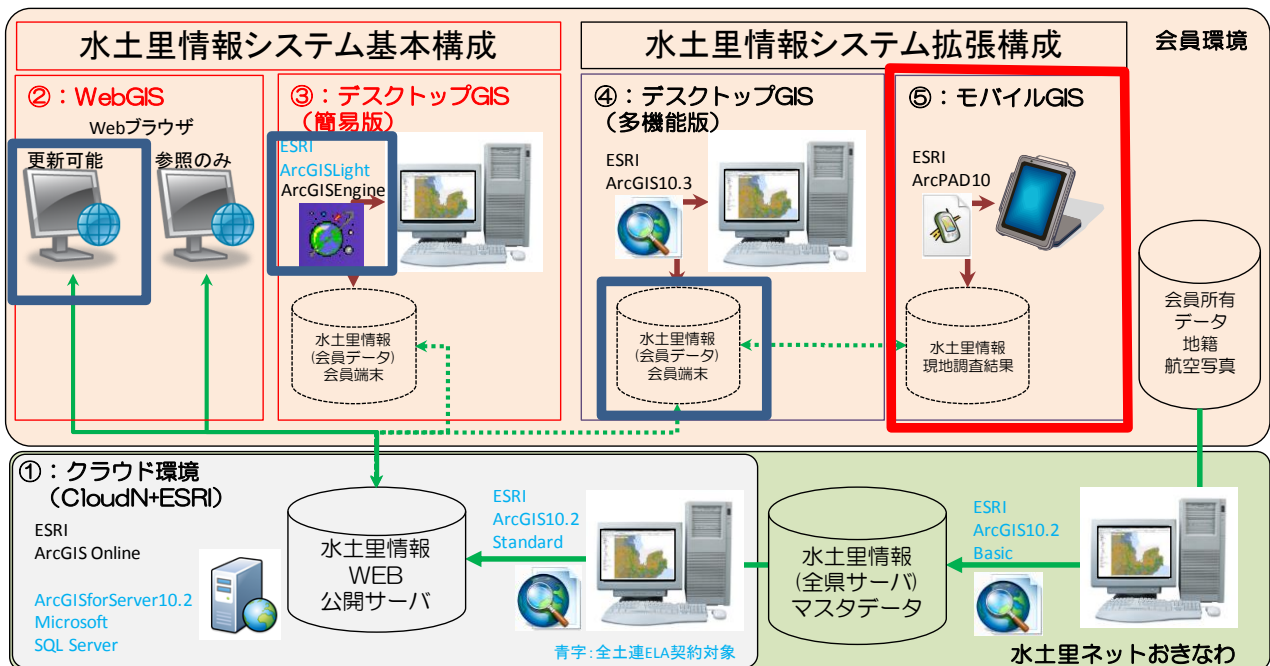 水土里情報システム基本構成
水土里情報システム拡張構成
会員環境
②：WebGIS
Webブラウザ
更新可能
参照のみ
③：デスクトップGIS
（簡易版）
ESRI
ArcGISLight
ArcGISEngine
水土里情報
(会員データ)
会員端末
④：デスクトップGIS
（多機能版）
ESRI
ArcGIS10.3
水土里情報
(会員データ)
会員端末
⑤：モバイルGIS
ESRI
ArcPAD10
水土里情報
現地調査結果
会員所有
データ
地籍
航空写真
①：クラウド環境
（CloudN+ESRI）
ESRI
ArcGIS Online
ArcGISforServer10.2
Microsoft
SQL Server
水土里情報
WEB
公開サーバ
ESRI
ArcGIS10.2
Standard
青字：全土連ELA契約対象
水土里情報
(全県サーバ)
マスタデータ
ESRI
ArcGIS10.2
Basic
水土里ネットおきなわ